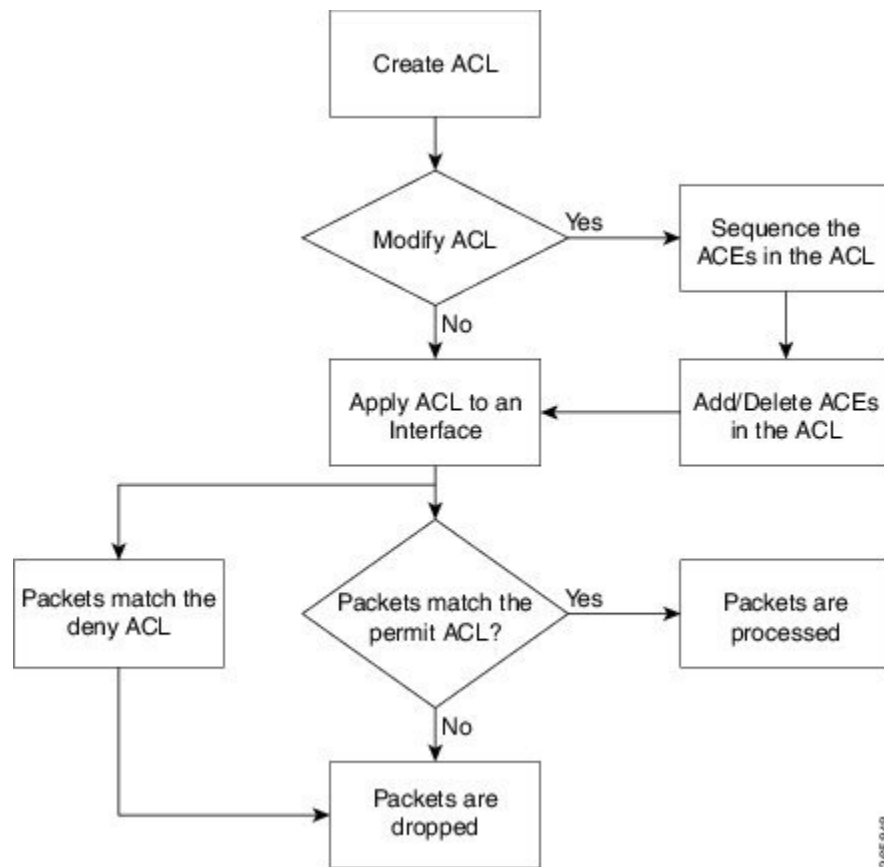 Create ACL
Modify ACL
Yes
Sequence the
ACEs in the ACL
No
Apply ACL to an
Interface
Add/Delete ACEs
in the ACL
Packets match the
deny ACL
Packets match the
permit ACL?
Yes
Packets are
processed
No
Packets are
dropped